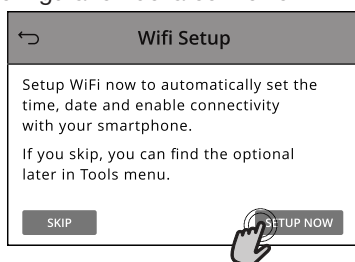 Wifi Setup
Setup WiFi now to automatically set the
time, date and enable connectivity
with your smartphone.
If you skip, you can find the optional
later in Tools menu.
SKIP
SETUP NOW